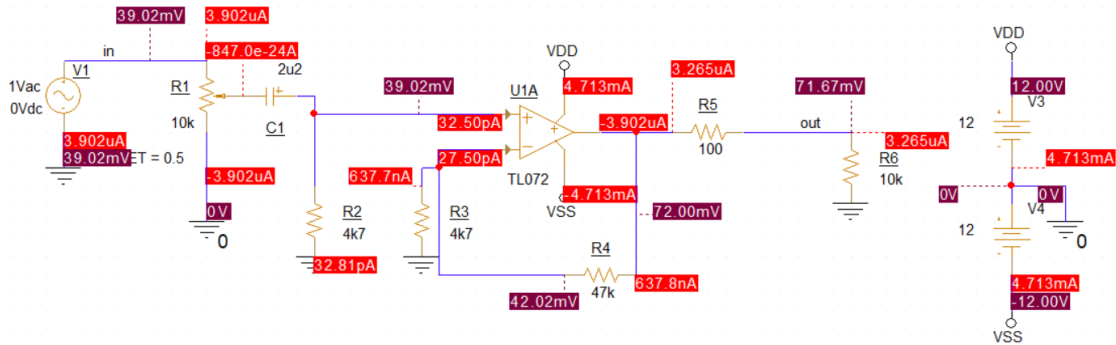 39.02mV
3.902uA
in
-847.0e-24A
V1
1Vac
0Vdc
R1
10k
2u2
C1
3.902uA
39.02mV
ET = 0.5
-3.902uA
0V
0
39.02mV
32.50pA
27.50pA
637.7nA
R2
4k7
32.81pA
R3
4k7
VDD
4.713mA
U1A
TL072
-3.902uA
-4.713mA
VSS
3.265uA
R5
100
72.00mV
R4
47k
42.02mV
637.8nA
71.67mV
out
3.265uA
R6
10k
VDD
12.00V
V3
12
4.713mA
0V
0V
V4
12
0
4.713mA
-12.00V
VSS